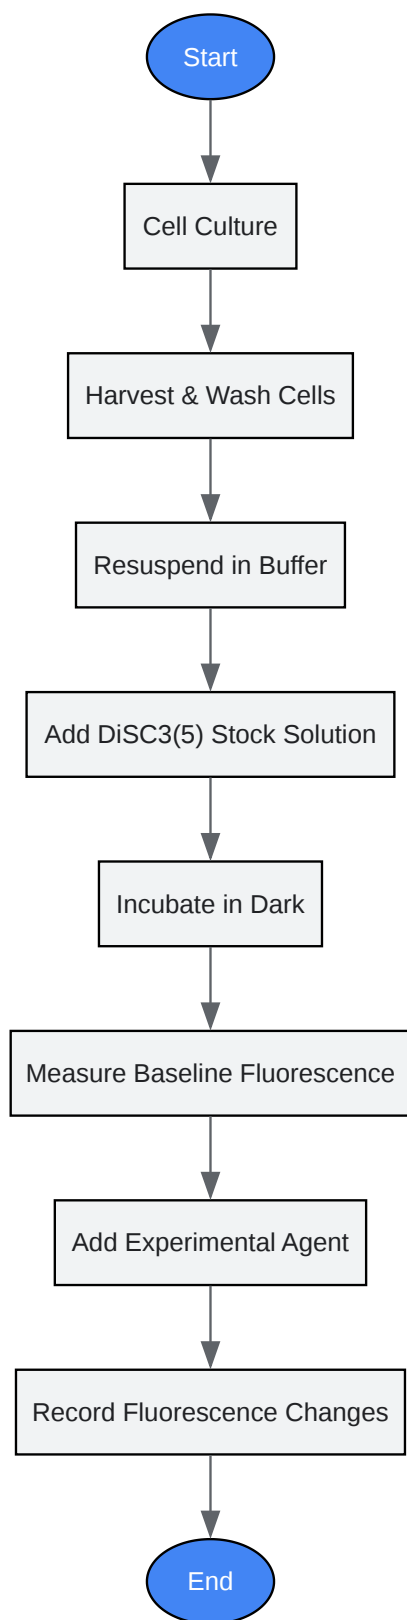 Start
Cell Culture
Harvest & Wash Cells
Resuspend in Buffer
Add DiSC3(5) Stock Solution
Incubate in Dark
Measure Baseline Fluorescence
Add Experimental Agent
Record Fluorescence Changes
End